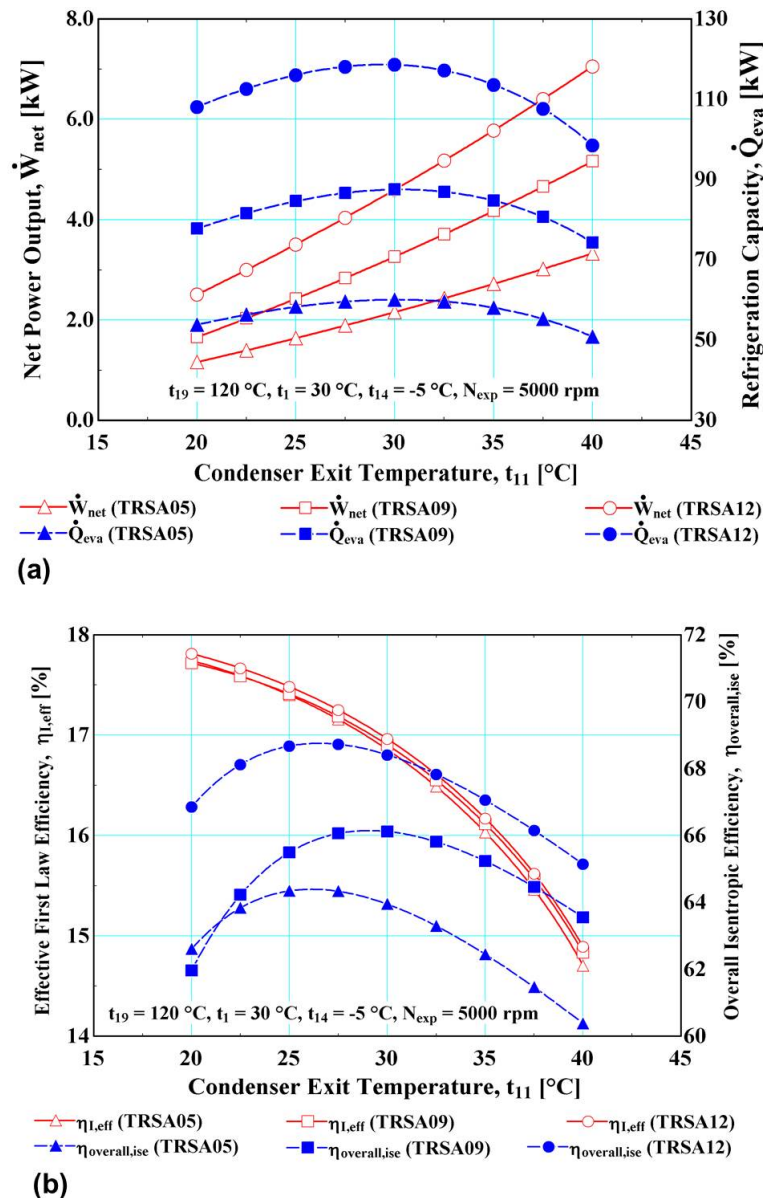 8.0
6.0
4.0
2.0
0.0
Net Power Output, Ẇnet [kW]
130
110
90
70
50
30
Refrigeration Capacity, Q̇eva [kW]
t19 = 120 °C, t1 = 30 °C, t14 = -5 °C, Nexp = 5000 rpm
15 20 25 30 35 40 45
Condenser Exit Temperature, t11 [°C]
Ẇnet (TRSA05) Ẇnet (TRSA09) Ẇnet (TRSA12)
Q̇eva (TRSA05) Q̇eva (TRSA09) Q̇eva (TRSA12)
(a)
18
17
16
15
14
Effective First Law Efficiency, ηI,eff [%]
72
70
68
66
64
62
60
Overall Isentropic Efficiency, ηoverall,ise [%]
t19 = 120 °C, t1 = 30 °C, t14 = -5 °C, Nexp = 5000 rpm
15 20 25 30 35 40 45
Condenser Exit Temperature, t11 [°C]
ηI,eff (TRSA05) ηI,eff (TRSA09) ηI,eff (TRSA12)
ηoverall,ise (TRSA05) ηoverall,ise (TRSA09) ηoverall,ise (TRSA12)
(b)